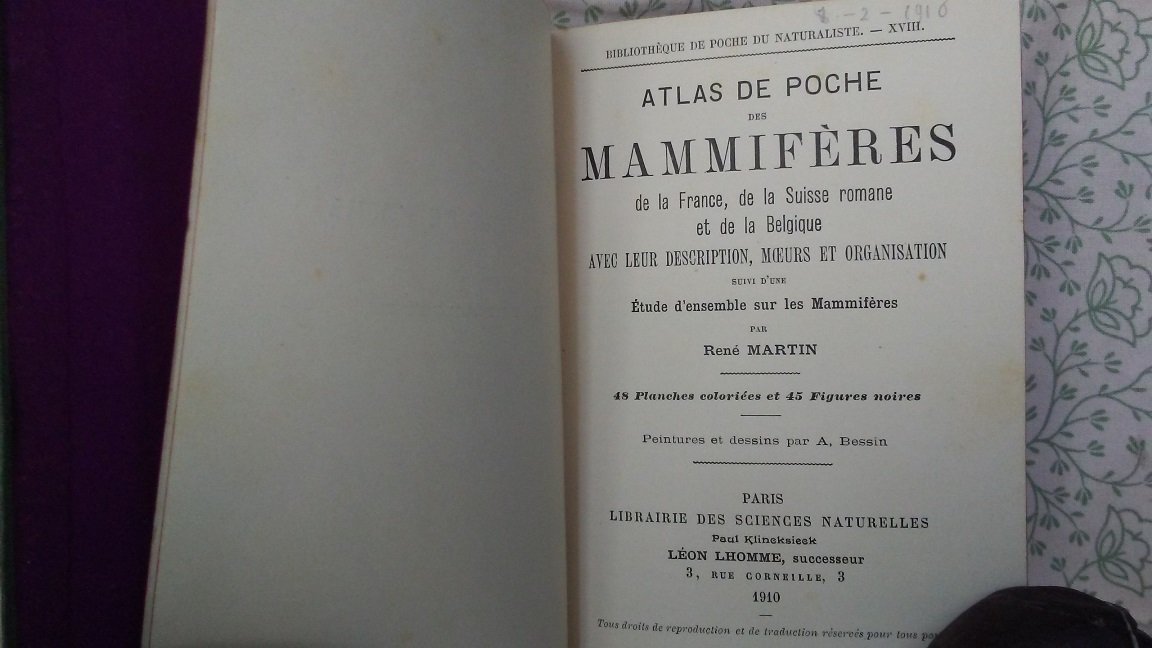 -2-1910
BIBLIOTHÈQUE DE POCHE DU NATURALISTE. — XVIII.
ATLAS DE POCHE
DES
MAMMIFÈRES
de la France, de la Suisse romane
et de la Belgique
AVEC LEUR DESCRIPTION, MŒURS ET ORGANISATION
SUIVI D'UNE
Étude d'ensemble sur les Mammifères
PAR
René MARTIN
48 Planches coloriées et 45 Figures noires
Peintures et dessins par A, Bessin
PARIS
LIBRAIRIE DES SCIENCES NATURELLES
Paul Klincksieck
LÉON LHOMME, successeur
3, RUE CORNEILLE, 3
1910
Tous droits de reproduction et de traduction réservés pour tous